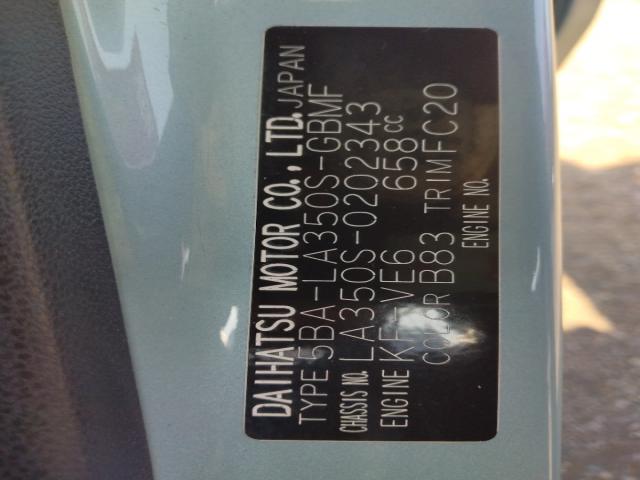 DAIHATSU MOTOR CO., LTD. JAPAN
TYPE 5BA-LA350S-GBMF
CHASSIS NO. LA350S-0202343
ENGINE KF-VE6 658cc
COLOR B83 TRIM FC20
ENGINE NO.